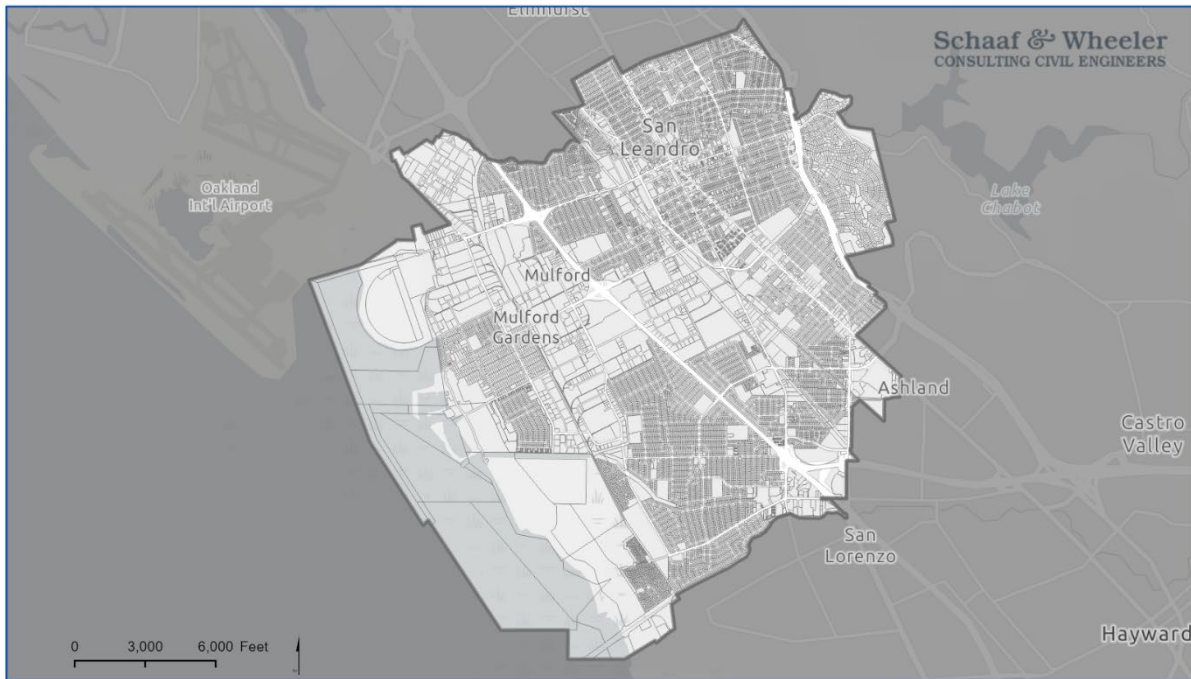 Elmhurst
Schaaf & Wheeler
CONSULTING CIVIL ENGINEERS
San
Leandro
Oakland
Int'l Airport
Lake
Chabot
Mulford
Mulford
Gardens
Ashland
Castro
Valley
San
Lorenzo
Hayward
0 3,000 6,000 Feet